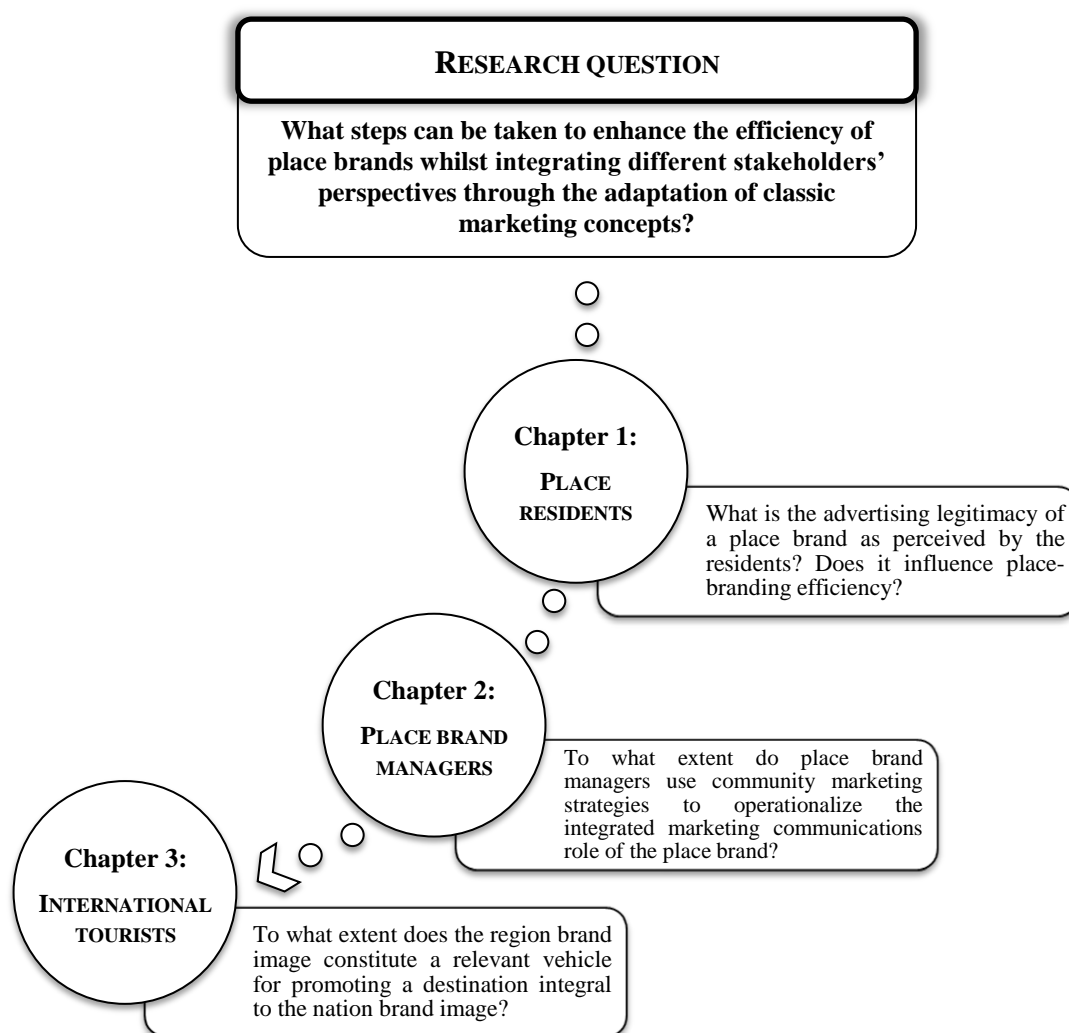 RESEARCH QUESTION
What steps can be taken to enhance the efficiency of
place brands whilst integrating different stakeholders’
perspectives through the adaptation of classic
marketing concepts?
Chapter 1:
PLACE
RESIDENTS
What is the advertising legitimacy of
a place brand as perceived by the
residents? Does it influence place-
branding efficiency?
Chapter 2:
PLACE BRAND
MANAGERS
To what extent do place brand
managers use community marketing
strategies to operationalize the
integrated marketing communications
role of the place brand?
Chapter 3:
INTERNATIONAL
TOURISTS
To what extent does the region brand
image constitute a relevant vehicle
for promoting a destination integral
to the nation brand image?